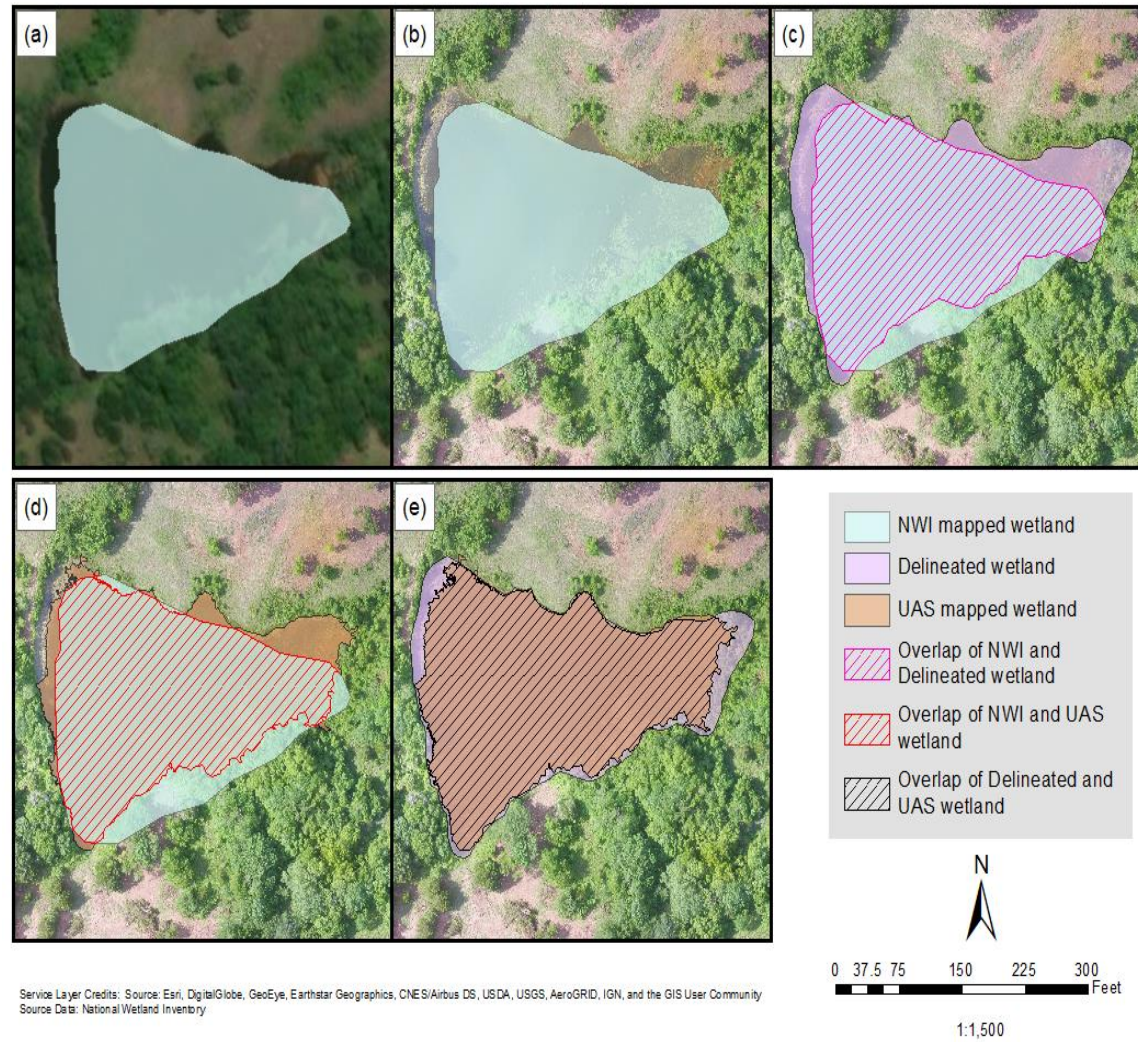 (a)
(b)
(c)
(d)
(e)
NWI mapped wetland
Delineated wetland
UAS mapped wetland
Overlap of NWI and
Delineated wetland
Overlap of NWI and UAS
wetland
Overlap of Delineated and
UAS wetland
N
0 37.5 75 150 225 300
Feet
1:1,500
Service Layer Credits: Source: Esri, DigitalGlobe, GeoEye, Earthstar Geographics, CNES/Airbus DS, USDA, USGS, AeroGRID, IGN, and the GIS User Community
Source Data: National Wetland Inventory